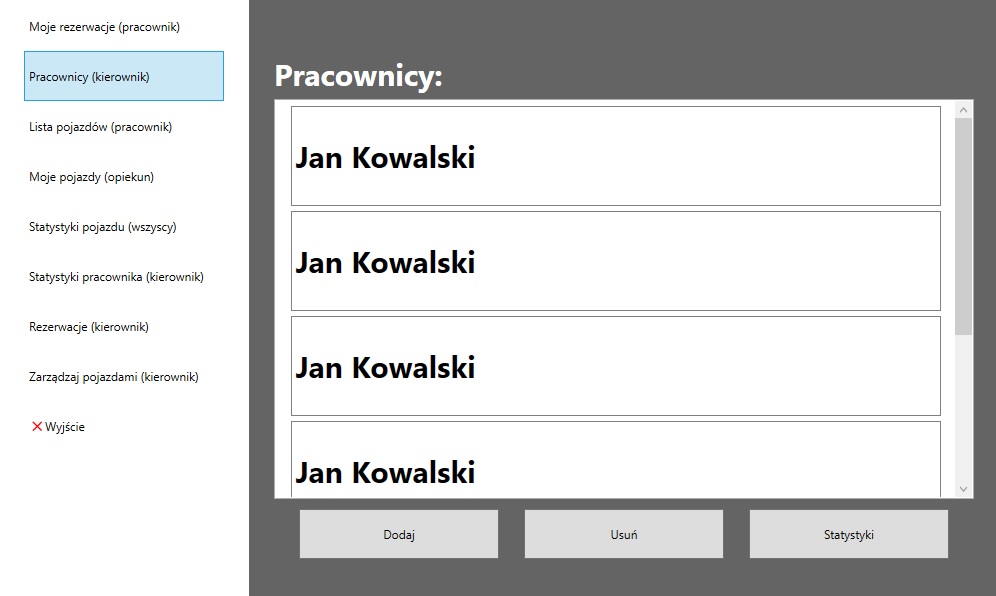 Moje rezerwacje (pracownik)
Pracownicy (kierownik)
Lista pojazdów (pracownik)
Moje pojazdy (opiekun)
Statystyki pojazdu (wszyscy)
Statystyki pracownika (kierownik)
Rezerwacje (kierownik)
Zarządzaj pojazdami (kierownik)
Wyjście
Pracownicy:
Jan Kowalski
Jan Kowalski
Jan Kowalski
Jan Kowalski
Dodaj
Usuń
Statystyki